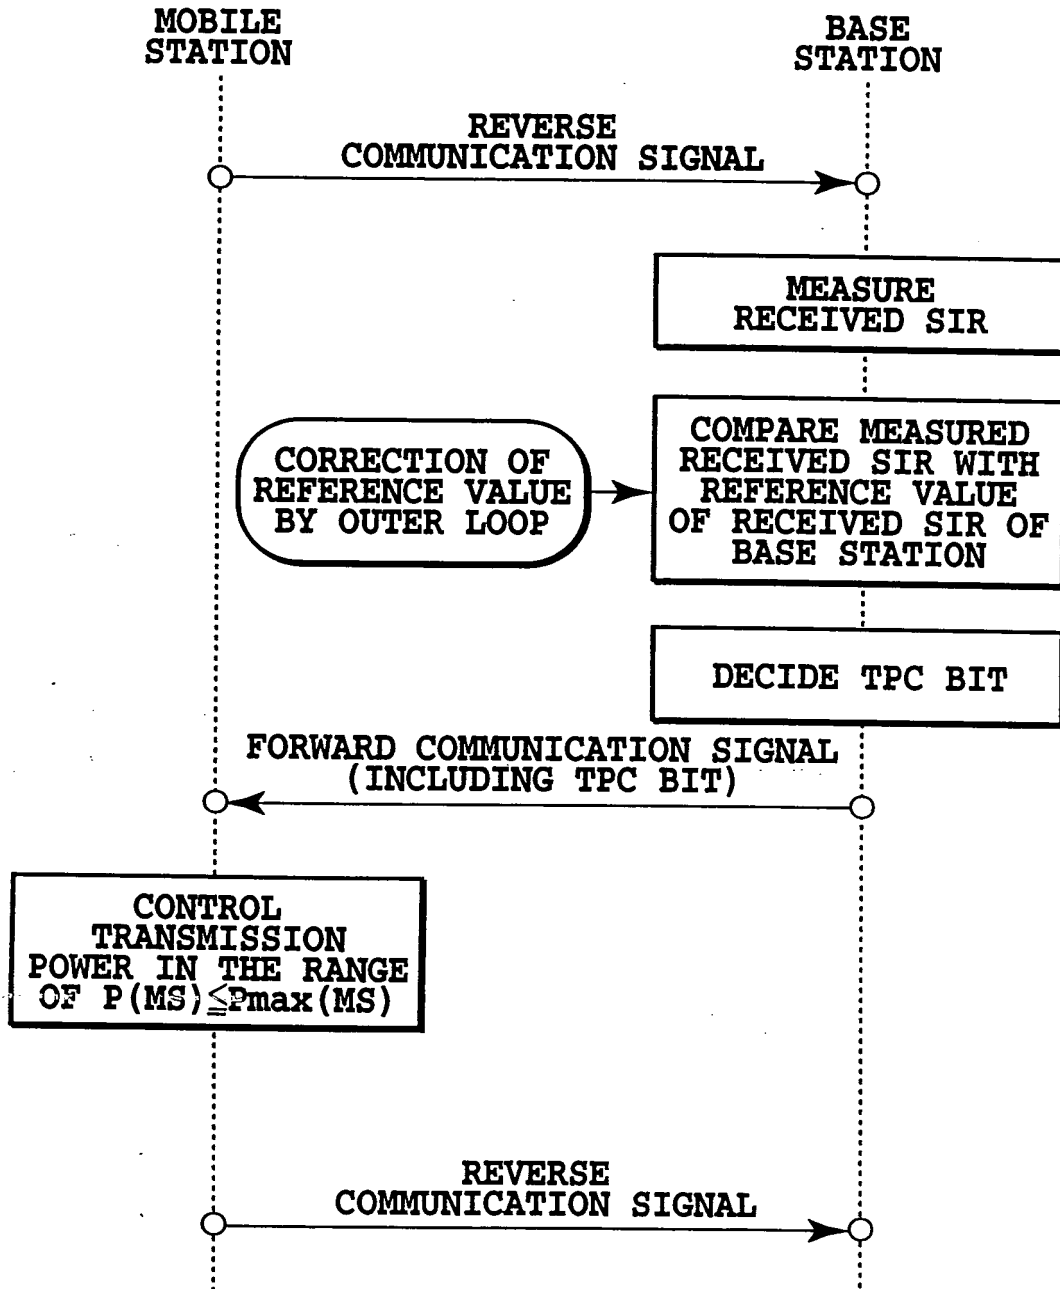 MOBILE
STATION
BASE
STATION
REVERSE
COMMUNICATION SIGNAL
MEASURE
RECEIVED SIR
CORRECTION OF
REFERENCE VALUE
BY OUTER LOOP
COMPARE MEASURED
RECEIVED SIR WITH
REFERENCE VALUE
OF RECEIVED SIR OF
BASE STATION
DECIDE TPC BIT
FORWARD COMMUNICATION SIGNAL
(INCLUDING TPC BIT)
CONTROL
TRANSMISSION
POWER IN THE RANGE
OF P(MS)≦Pmax(MS)
REVERSE
COMMUNICATION SIGNAL